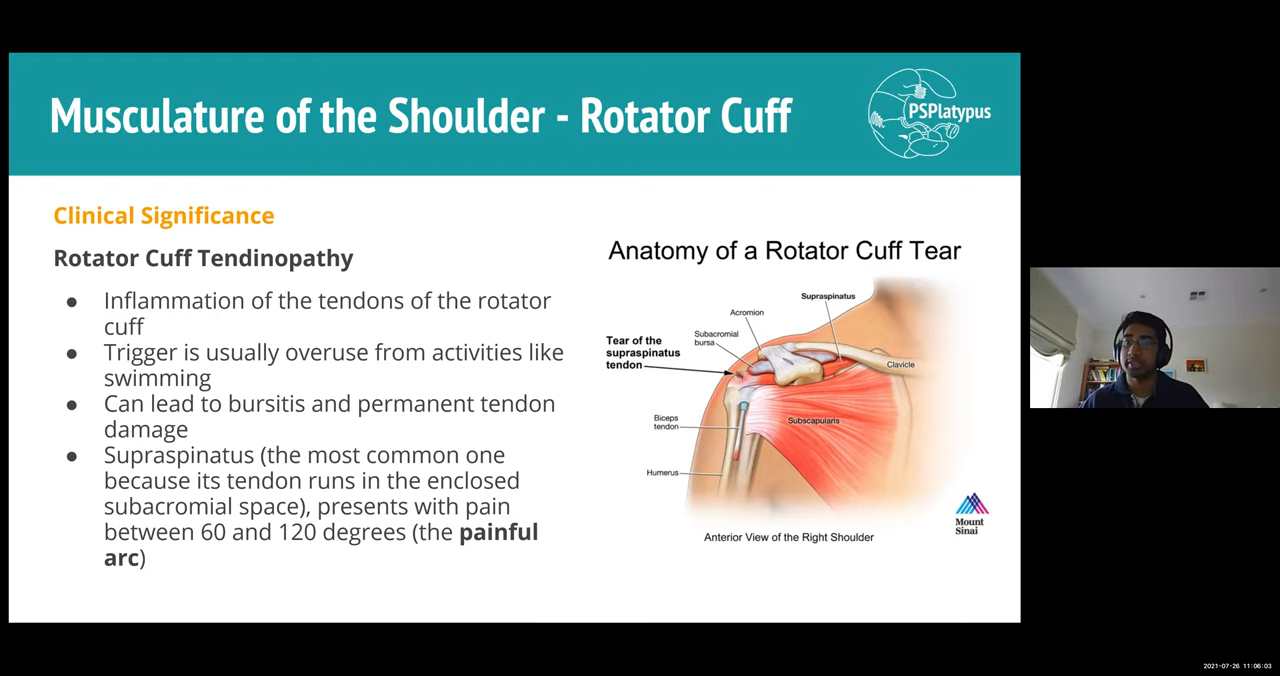 Musculature of the Shoulder - Rotator Cuff
PSPlatypus
Clinical Significance
Rotator Cuff Tendinopathy
● Inflammation of the tendons of the rotator
cuff
● Trigger is usually overuse from activities like
swimming
● Can lead to bursitis and permanent tendon
damage
● Supraspinatus (the most common one
because its tendon runs in the enclosed
subacromial space), presents with pain
between 60 and 120 degrees (the painful
arc)
Anatomy of a Rotator Cuff Tear
Supraspinatus
Acromion
Subacromial
bursa
Tear of the
supraspinatus
tendon
Clavicle
Biceps
tendon
Subscapularis
Humerus
Mount
Sinai
Anterior View of the Right Shoulder
2021-07-26 11:06:03